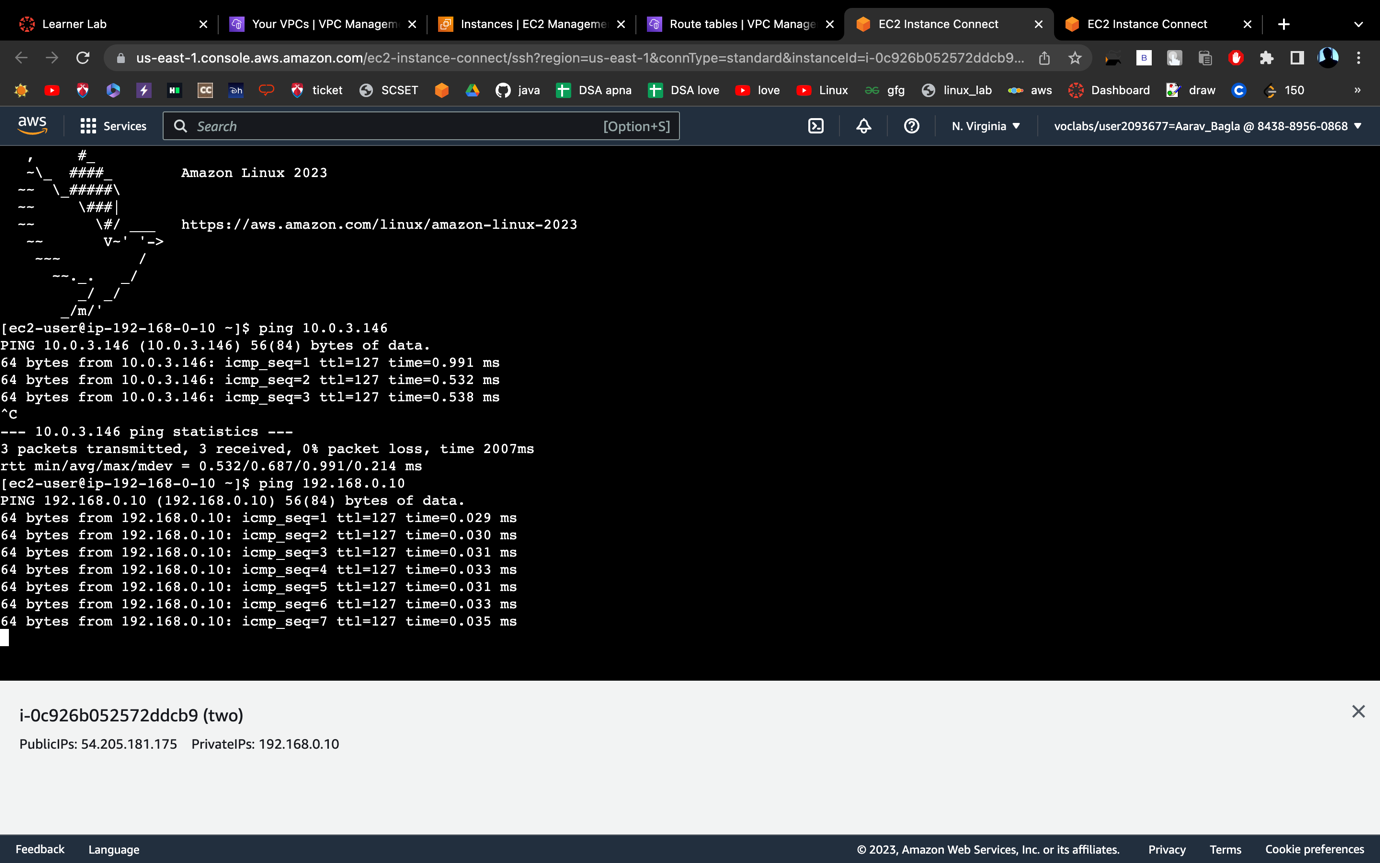 Learner Lab
Your VPCs | VPC Managem
Instances | EC2 Manageme
Route tables | VPC Manage
EC2 Instance Connect
EC2 Instance Connect
us-east-1.console.aws.amazon.com/ec2-instance-connect/ssh?region=us-east-1&connType=standard&instanceId=i-0c926b052572ddcb9...
ticket
SCSET
java
DSA apna
DSA love
love
Linux
gfg
linux_lab
aws
Dashboard
draw
150
»
aws
Services
Search
[Option+S]
N. Virginia
voclabs/user2093677=Aarav_Bagla @ 8438-8956-0868
   ,     #_
   ~\_  ####_        Amazon Linux 2023
  ~~  \_#####\
  ~~     \###|
  ~~       \#/ ___   https://aws.amazon.com/linux/amazon-linux-2023
   ~~       V~' '->
    ~~~         /
      ~~._.   _/
         _/ _/
       _/m/'
[ec2-user@ip-192-168-0-10 ~]$ ping 10.0.3.146
PING 10.0.3.146 (10.0.3.146) 56(84) bytes of data.
64 bytes from 10.0.3.146: icmp_seq=1 ttl=127 time=0.991 ms
64 bytes from 10.0.3.146: icmp_seq=2 ttl=127 time=0.532 ms
64 bytes from 10.0.3.146: icmp_seq=3 ttl=127 time=0.538 ms
^C
--- 10.0.3.146 ping statistics ---
3 packets transmitted, 3 received, 0% packet loss, time 2007ms
rtt min/avg/max/mdev = 0.532/0.687/0.991/0.214 ms
[ec2-user@ip-192-168-0-10 ~]$ ping 192.168.0.10
PING 192.168.0.10 (192.168.0.10) 56(84) bytes of data.
64 bytes from 192.168.0.10: icmp_seq=1 ttl=127 time=0.029 ms
64 bytes from 192.168.0.10: icmp_seq=2 ttl=127 time=0.030 ms
64 bytes from 192.168.0.10: icmp_seq=3 ttl=127 time=0.031 ms
64 bytes from 192.168.0.10: icmp_seq=4 ttl=127 time=0.033 ms
64 bytes from 192.168.0.10: icmp_seq=5 ttl=127 time=0.031 ms
64 bytes from 192.168.0.10: icmp_seq=6 ttl=127 time=0.033 ms
64 bytes from 192.168.0.10: icmp_seq=7 ttl=127 time=0.035 ms
i-0c926b052572ddcb9 (two)
PublicIPs: 54.205.181.175 PrivateIPs: 192.168.0.10
Feedback
Language
© 2023, Amazon Web Services, Inc. or its affiliates.
Privacy
Terms
Cookie preferences